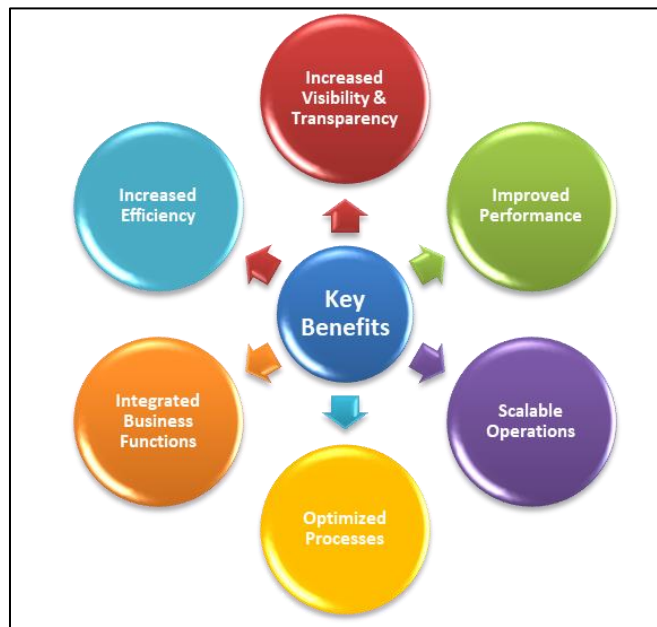 Increased
Visibility &
Transparency
Increased
Efficiency
Improved
Performance
Key
Benefits
Integrated
Business
Functions
Scalable
Operations
Optimized
Processes